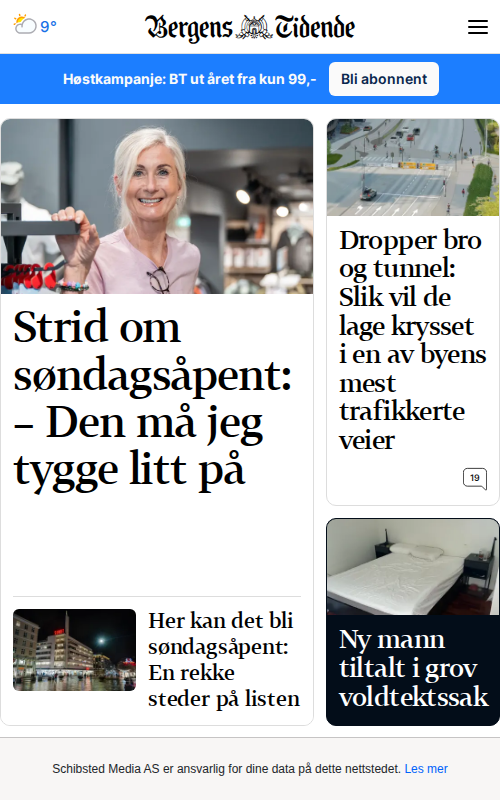 9°
Bergens Tidende
Høstkampanje: BT ut året fra kun 99,-
Bli abonnent
Strid om
søndagsåpent:
– Den må jeg
tygge litt på
Her kan det bli
søndagsåpent:
En rekke
steder på listen
Dropper bro
og tunnel:
Slik vil de
lage krysset
i en av byens
mest
trafikkerte
veier
19
Ny mann
tiltalt i grov
voldtektssak
Schibsted Media AS er ansvarlig for dine data på dette nettstedet. Les mer